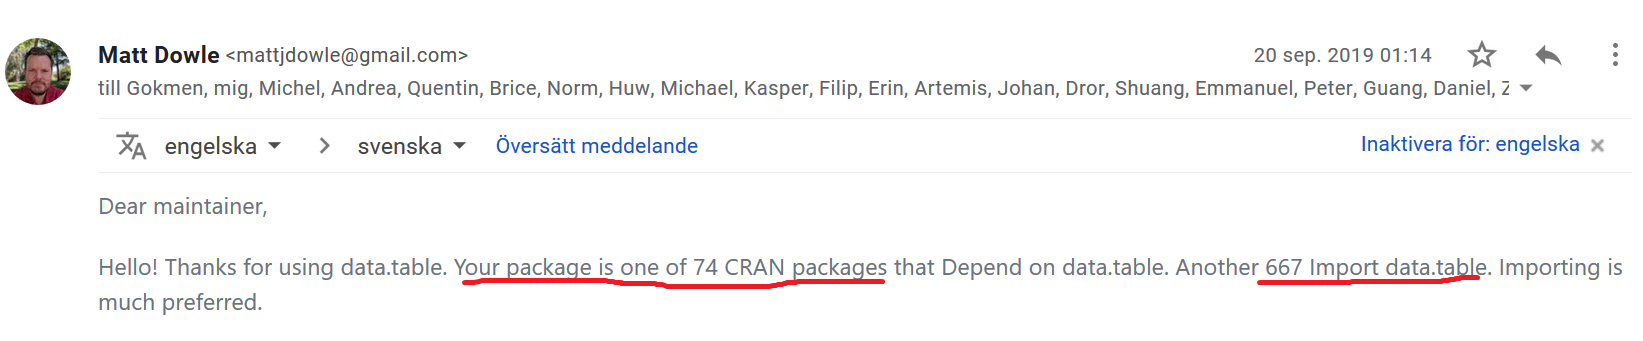 Matt Dowle <mattjdowle@gmail.com> 20 sep. 2019 01:14
till Gokmen, mig, Michel, Andrea, Quentin, Brice, Norm, Huw, Michael, Kasper, Filip, Erin, Artemis, Johan, Dror, Shuang, Emmanuel, Peter, Guang, Daniel, Z
engelska > svenska Översätt meddelande Inaktivera för: engelska ×
Dear maintainer,
Hello! Thanks for using data.table. Your package is one of 74 CRAN packages that Depend on data.table. Another 667 Import data.table. Importing is
much preferred.